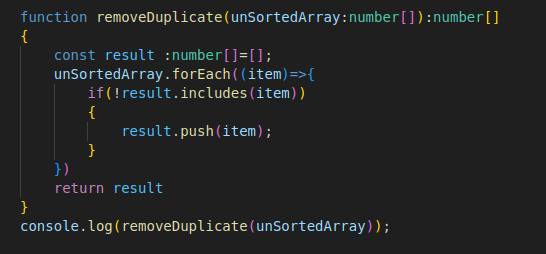 function removeDuplicate(unSortedArray:number[]):number[]
{
    const result :number[]=[];
    unSortedArray.forEach((item)=>{
        if(!result.includes(item))
        {
            result.push(item);
        }
    })
    return result
}
console.log(removeDuplicate(unSortedArray));